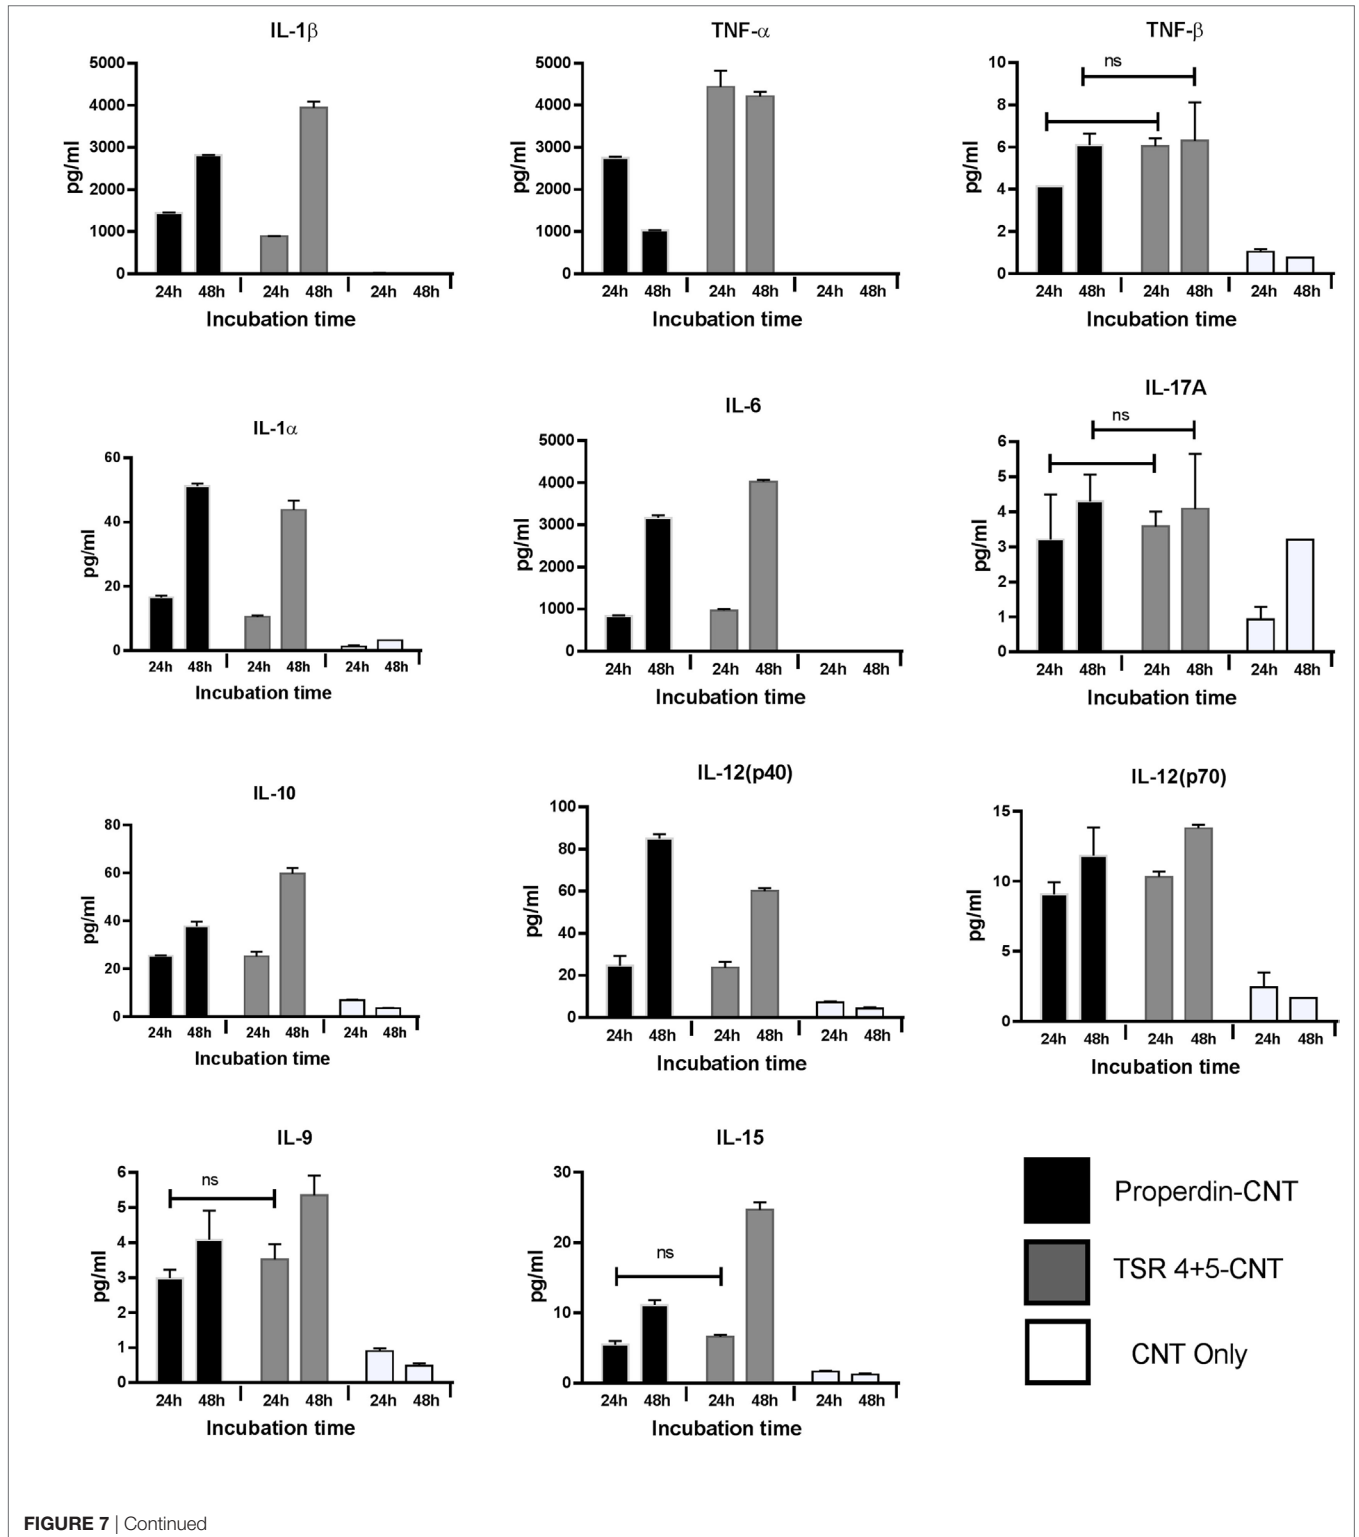 IL-1β
5000
4000
3000
2000
1000
0
pg/ml
24h 48h 24h 48h 24h 48h
Incubation time
TNF-α
5000
4000
3000
2000
1000
0
pg/ml
24h 48h 24h 48h 24h 48h
Incubation time
TNF-β
ns
10
8
6
4
2
0
pg/ml
24h 48h 24h 48h 24h 48h
Incubation time
IL-1α
60
40
20
0
pg/ml
24h 48h 24h 48h 24h 48h
Incubation time
IL-6
5000
4000
3000
2000
1000
0
pg/ml
24h 48h 24h 48h 24h 48h
Incubation time
IL-17A
ns
6
5
4
3
2
1
0
pg/ml
24h 48h 24h 48h 24h 48h
Incubation time
IL-10
80
60
40
20
0
pg/ml
24h 48h 24h 48h 24h 48h
Incubation time
IL-12(p40)
100
80
60
40
20
0
pg/ml
24h 48h 24h 48h 24h 48h
Incubation time
IL-12(p70)
15
10
5
0
pg/ml
24h 48h 24h 48h 24h 48h
Incubation time
IL-9
ns
6
5
4
3
2
1
0
pg/ml
24h 48h 24h 48h 24h 48h
Incubation time
IL-15
ns
30
20
10
0
pg/ml
24h 48h 24h 48h 24h 48h
Incubation time
Properdin-CNT
TSR 4+5-CNT
CNT Only
FIGURE 7 | Continued